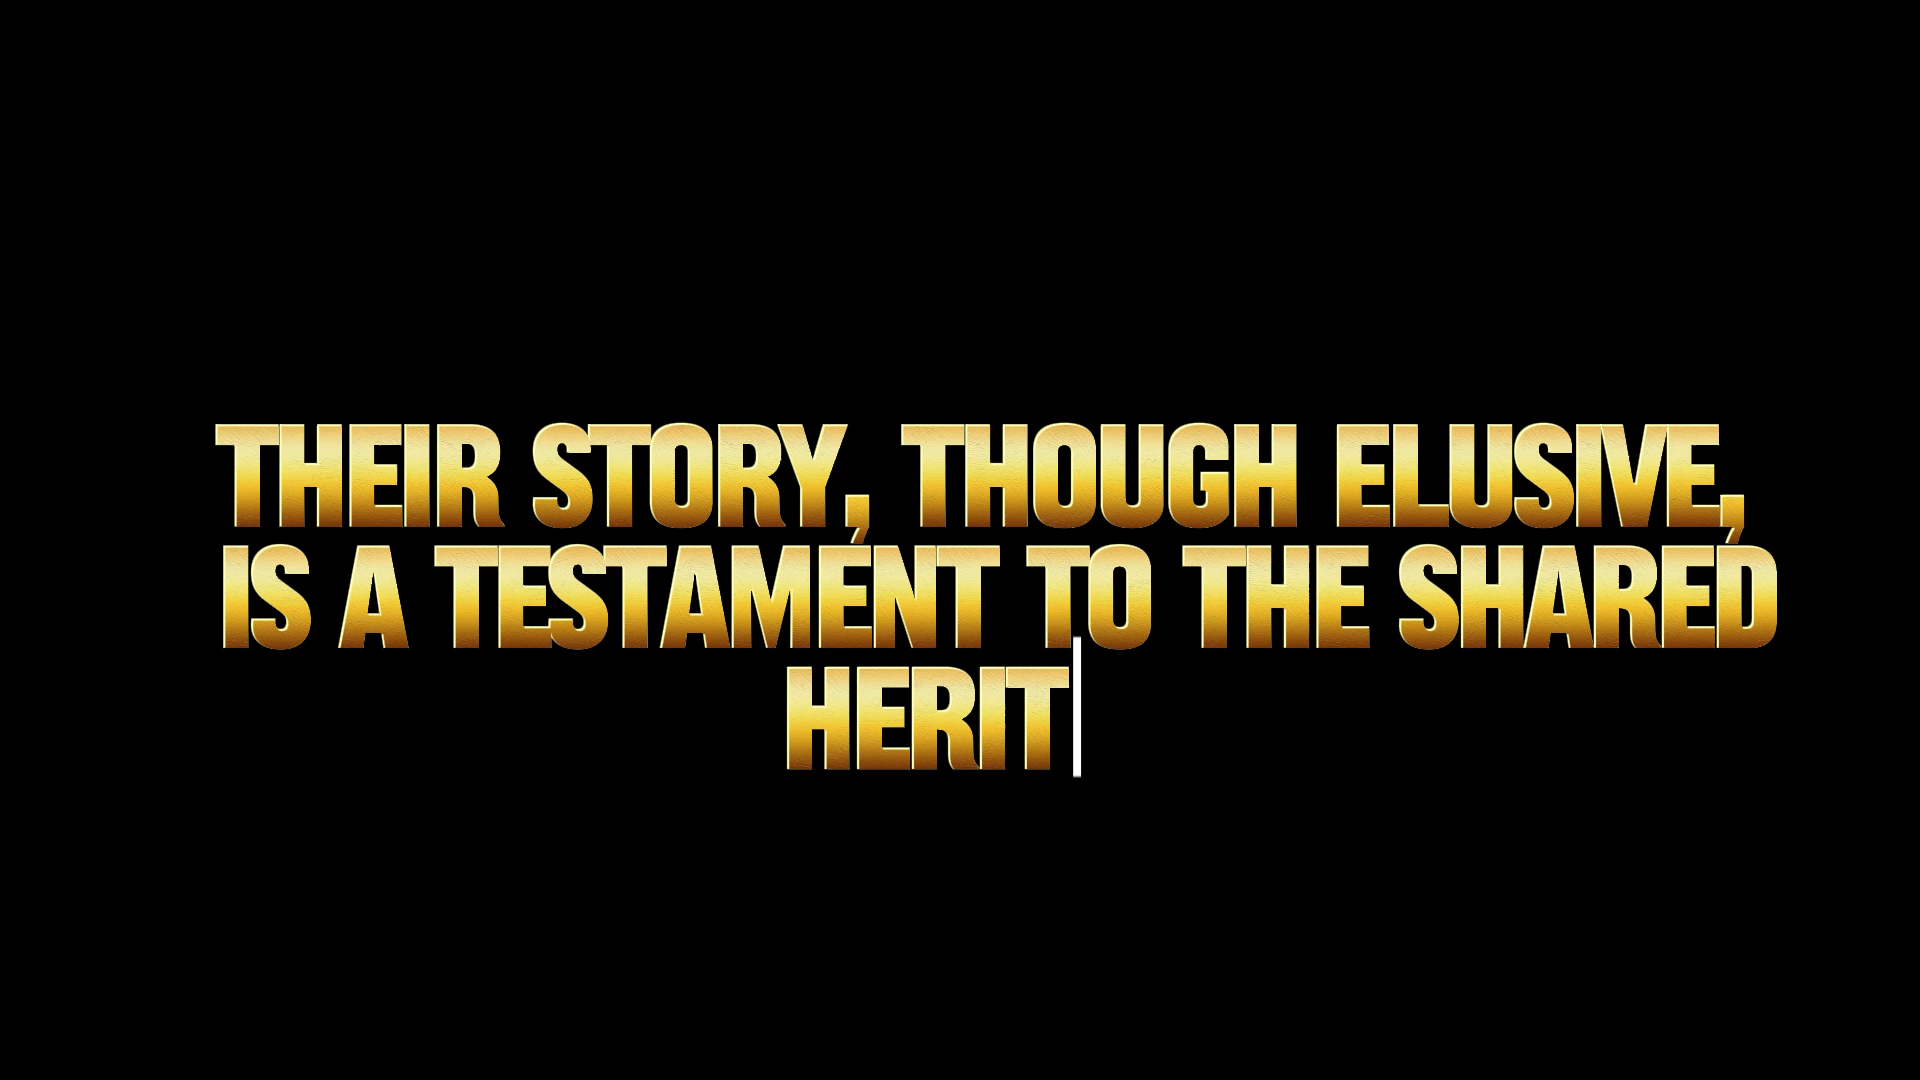 THEIR STORY, THOUGH ELUSIVE,
IS A TESTAMENT TO THE SHARED
HERIT